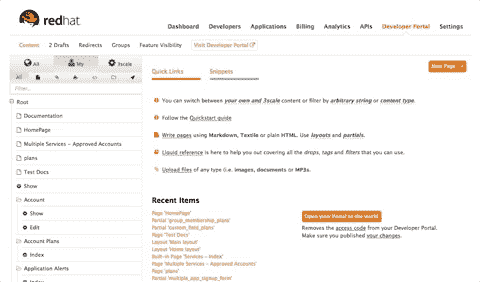 redhat
Dashboard Developers Applications Billing Analytics APIs Developer Portal Settings
Content 2 Drafts Redirects Groups Feature Visibility Visit Developer Portal
All My 3scale
All
Filter...
Root
Documentation
HomePage
Multiple Services - Approved Accounts
plans
Test Docs
Show
Account
Show
Edit
Account Plans
Index
Application Alerts
Index
New Page
Quick Links Snippets
You can switch between your own and 3scale content or filter by arbitrary string or content type.
Follow the Quickstart guide
Write pages using Markdown, Textile or plain HTML. Use layouts and partials.
Liquid reference is here to help you out covering all the drops, tags and filters that you can use.
Upload files of any type (i.e. images, documents or MP3s.
Recent Items
Page 'HomePage'
Partial 'group_membership_plans'
Partial 'custom_field_plans'
Page 'Test Docs'
Layout 'Main layout'
Layout 'Home layout'
Built-in Page 'Services - Index'
Page 'Multiple Services - Approved Accounts'
Page 'plans'
Partial 'multiple_app_signup_form'
Open your Portal to the world
Removes the access code from your Developer Portal.
Make sure you published your changes.